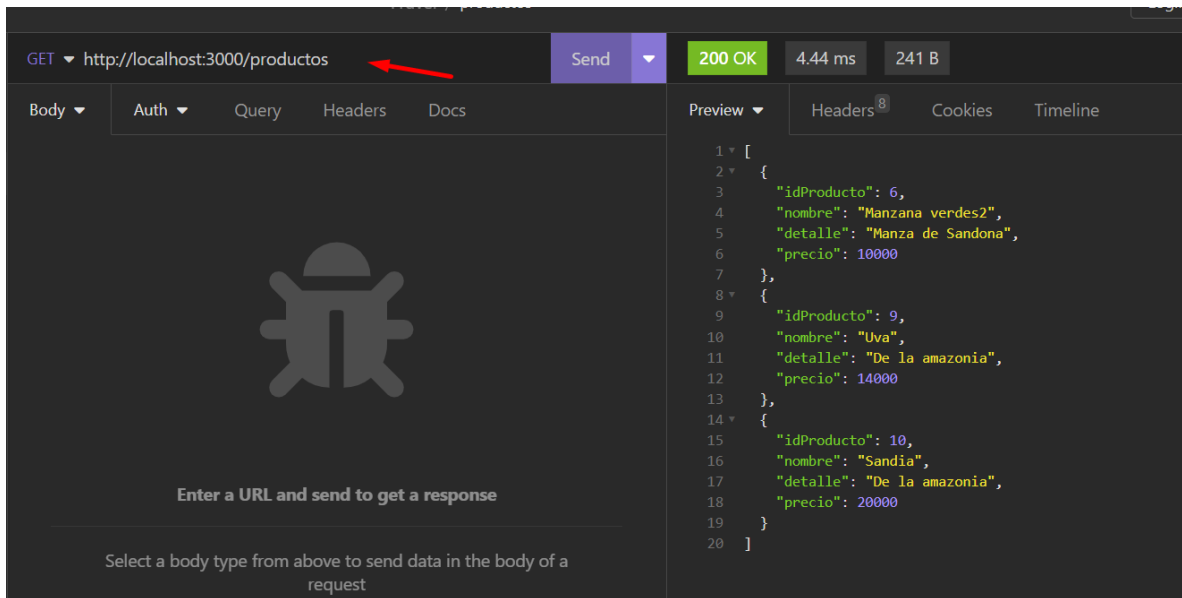 GET http://localhost:3000/productos
Send
200 OK
4.44 ms
241 B
Body
Auth
Query
Headers
Docs
Preview
Headers 8
Cookies
Timeline
Enter a URL and send to get a response
Select a body type from above to send data in the body of a
request
1 [
2 {
3 "idProducto": 6,
4 "nombre": "Manzana verdes2",
5 "detalle": "Manza de Sandona",
6 "precio": 10000
7 },
8 {
9 "idProducto": 9,
10 "nombre": "Uva",
11 "detalle": "De la amazonia",
12 "precio": 14000
13 },
14 {
15 "idProducto": 10,
16 "nombre": "Sandia",
17 "detalle": "De la amazonia",
18 "precio": 20000
19 }
20 ]